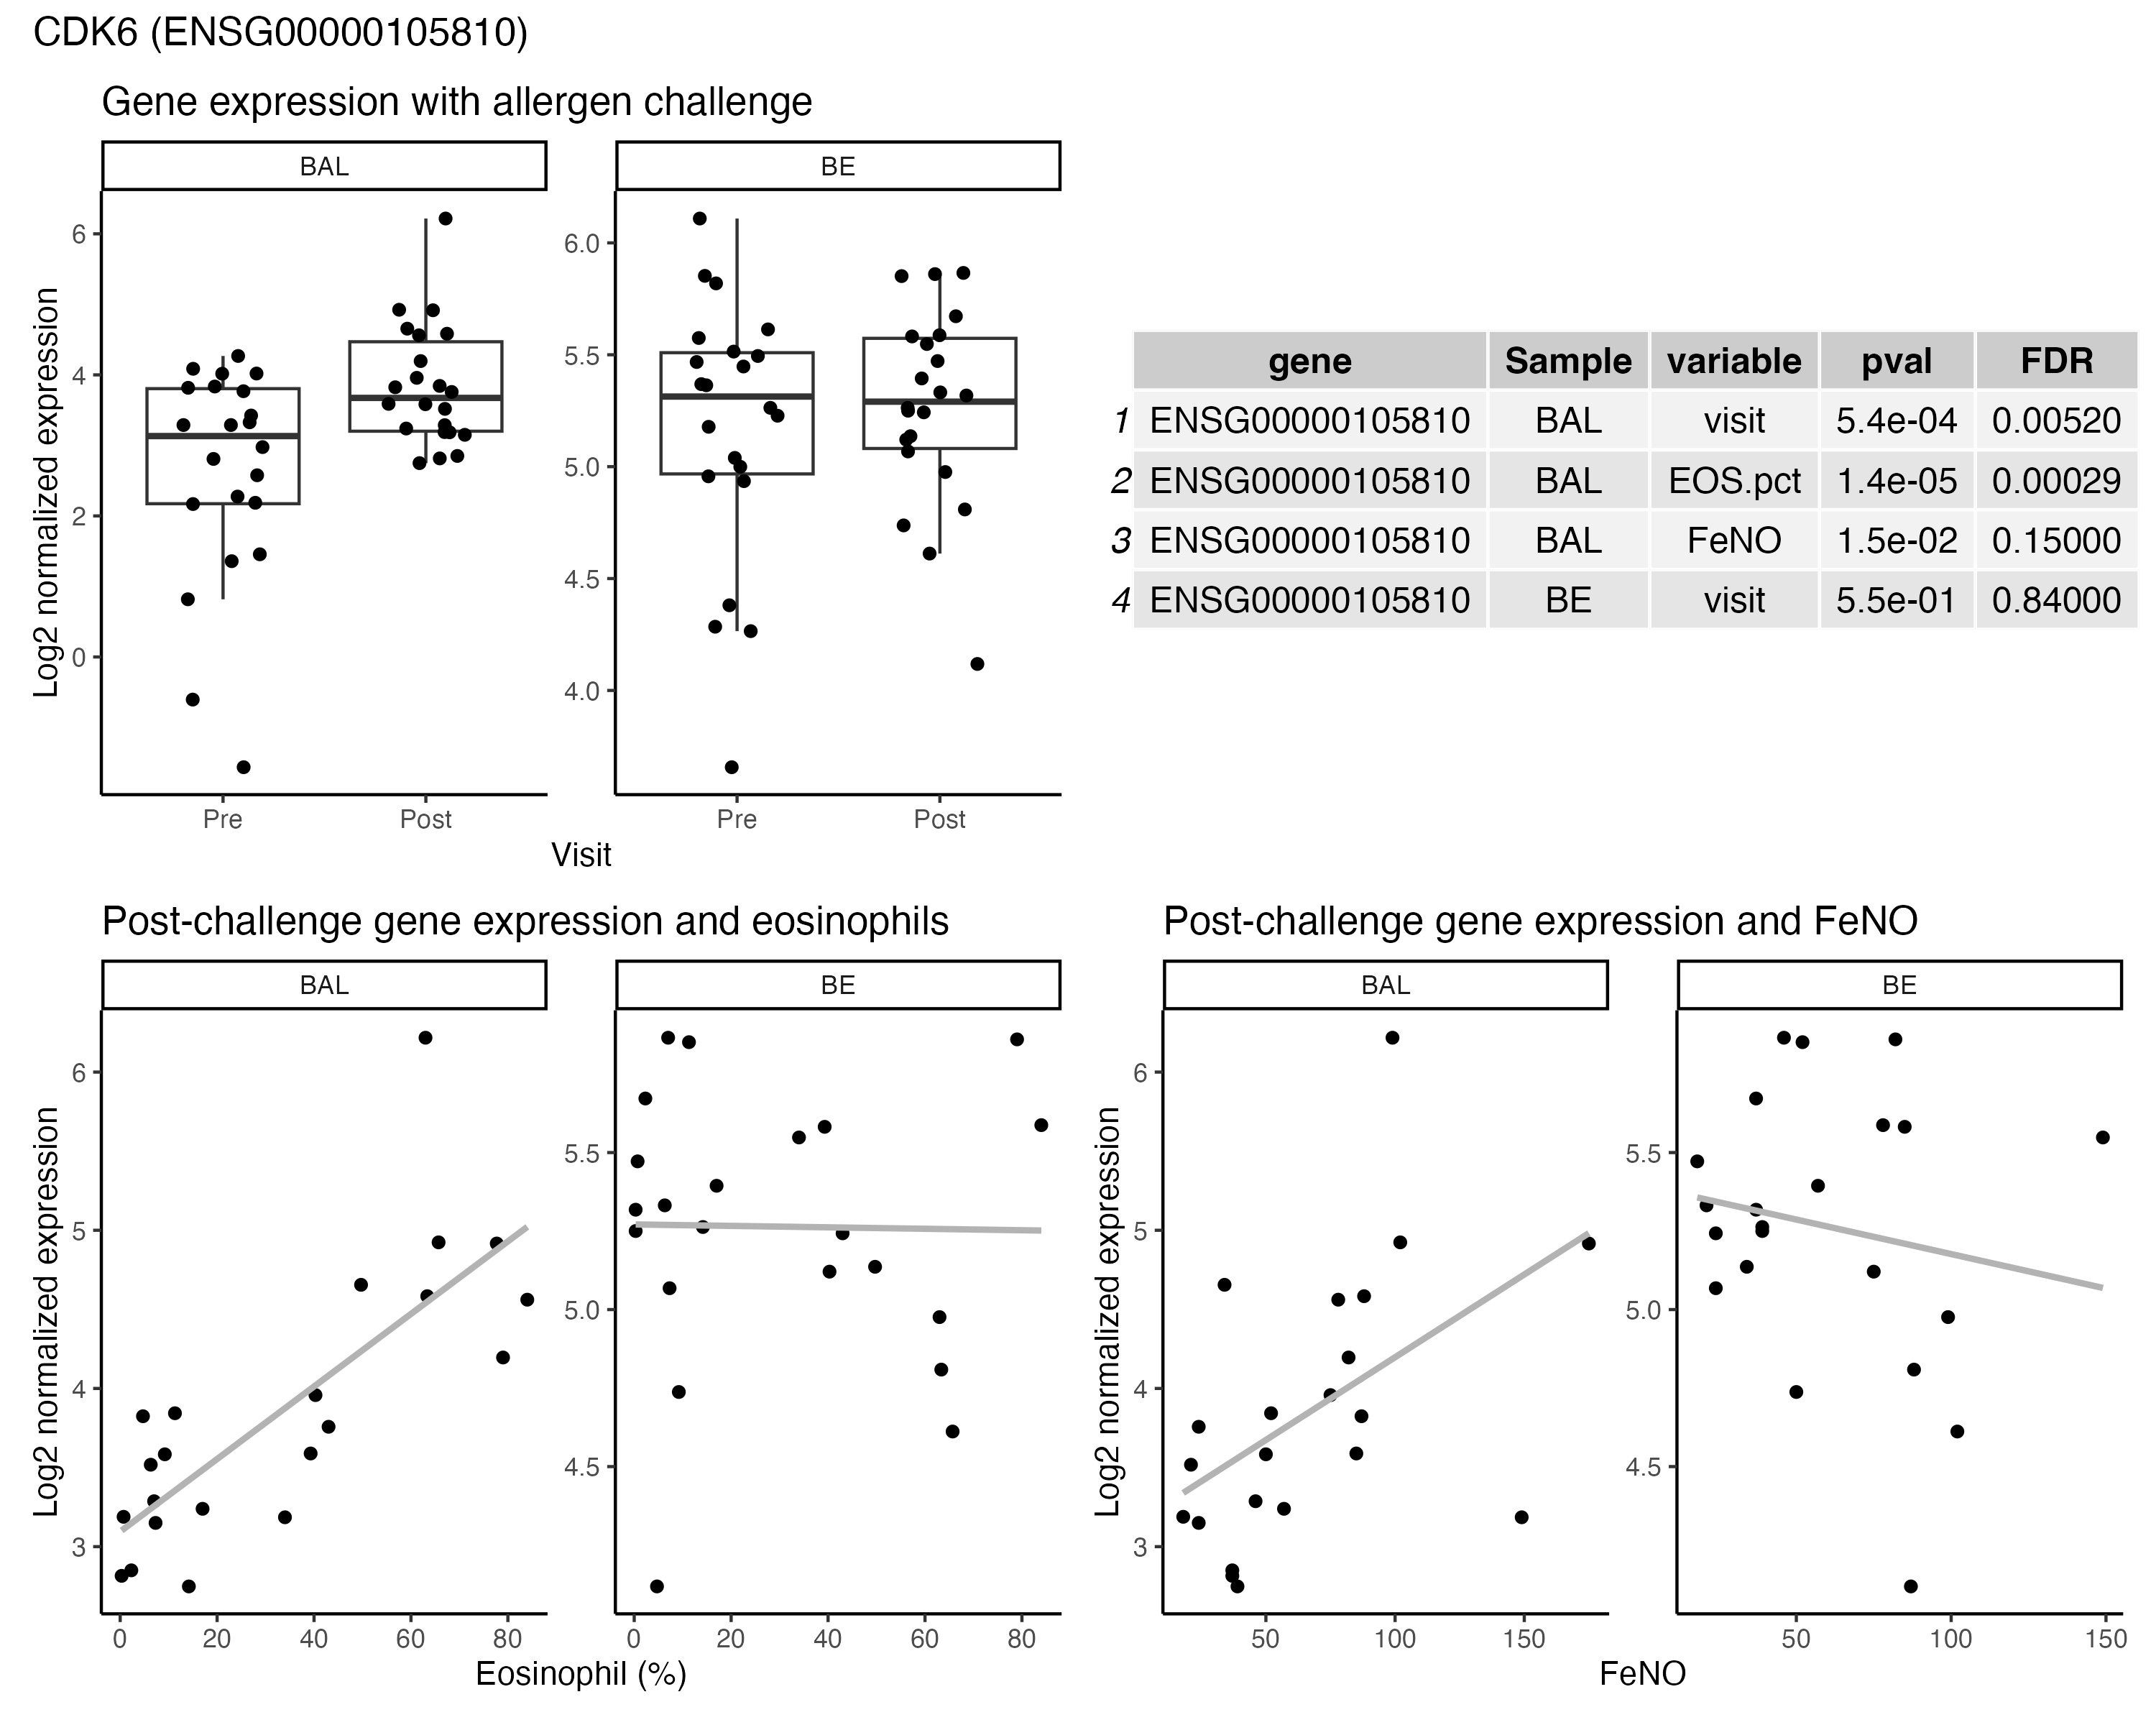 CDK6 (ENSG00000105810)
Gene expression with allergen challenge
BAL
BE
Log2 normalized expression
6
4
2
0
6.0
5.5
5.0
4.5
4.0
Pre
Post
Pre
Post
Visit
gene Sample variable pval FDR
1 ENSG00000105810 BAL visit 5.4e-04 0.00520
2 ENSG00000105810 BAL EOS.pct 1.4e-05 0.00029
3 ENSG00000105810 BAL FeNO 1.5e-02 0.15000
4 ENSG00000105810 BE visit 5.5e-01 0.84000
Post-challenge gene expression and eosinophils
BAL
BE
Log2 normalized expression
6
5
4
3
5.5
5.0
4.5
0 20 40 60 80
0 20 40 60 80
Eosinophil (%)
Post-challenge gene expression and FeNO
BAL
BE
Log2 normalized expression
6
5
4
3
5.5
5.0
4.5
50 100 150
50 100 150
FeNO